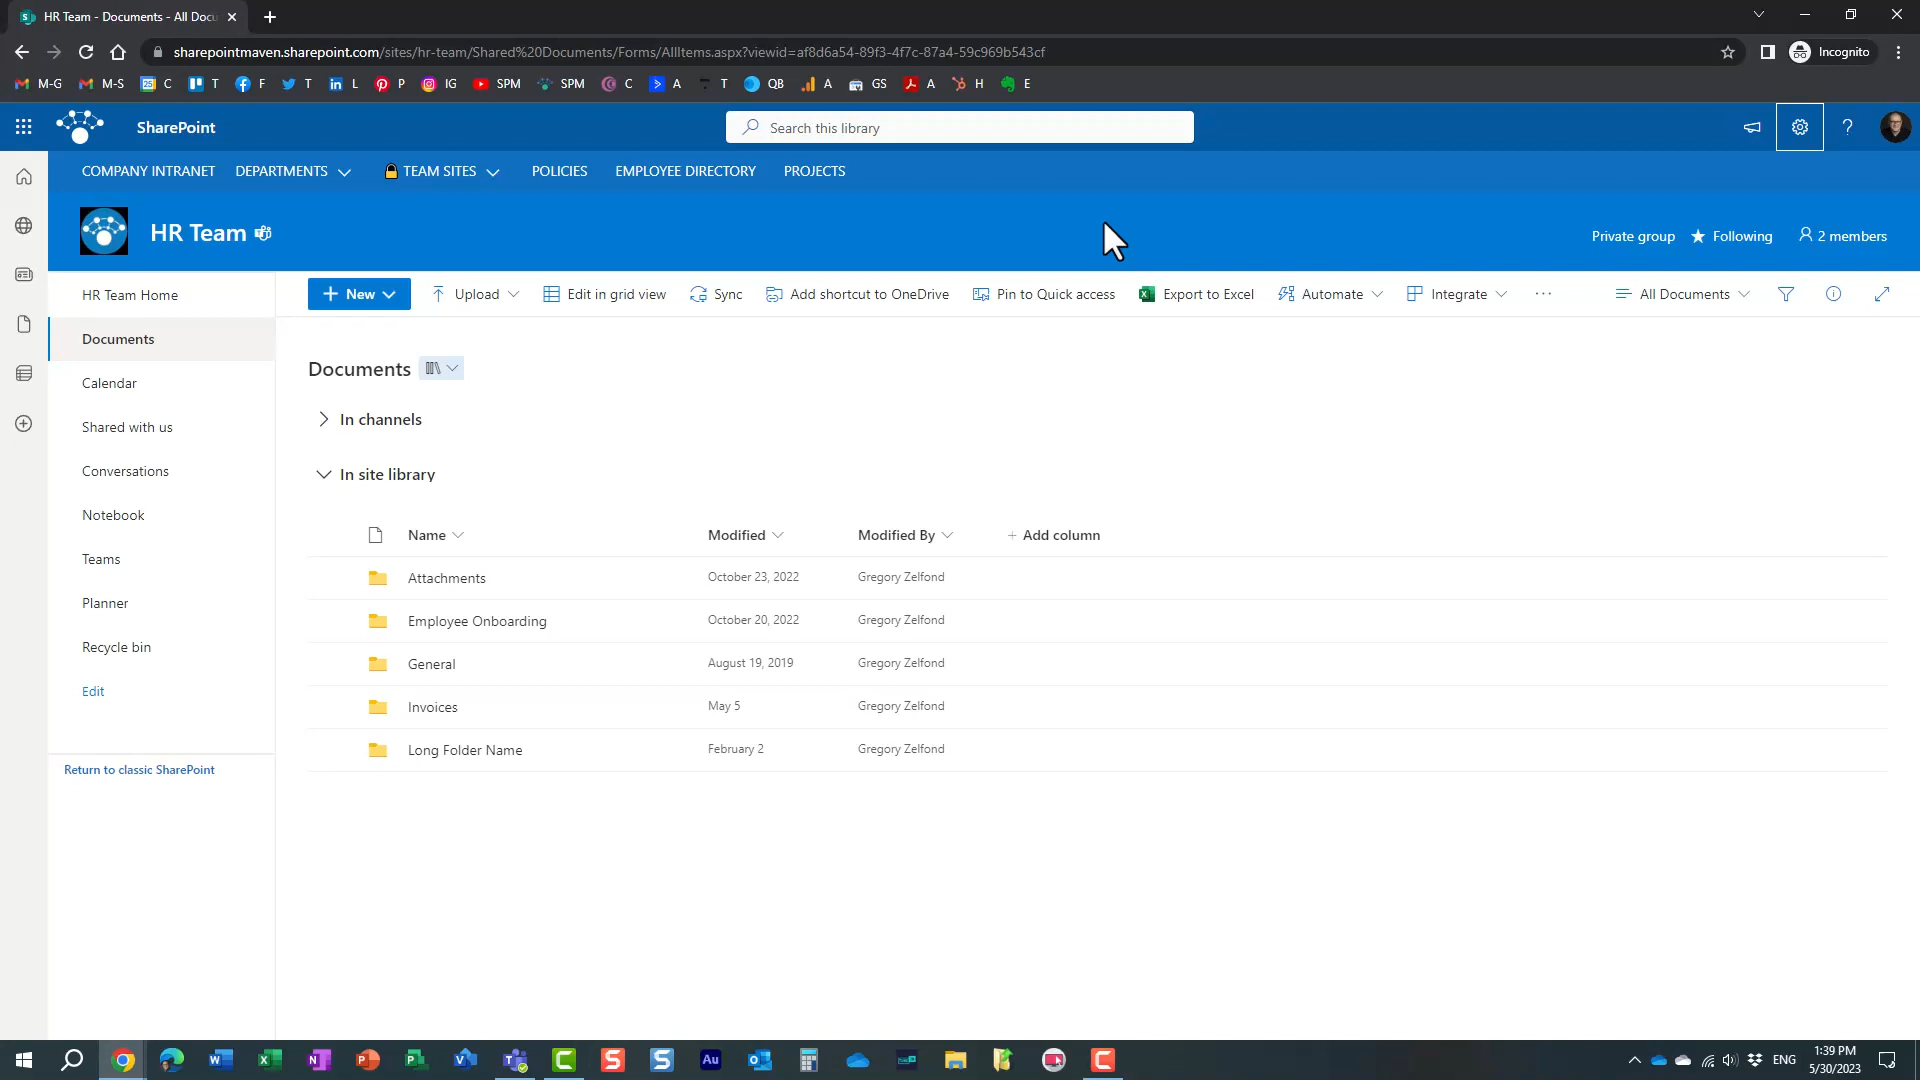 HR Team - Documents - All Docu
sharepointmaven.sharepoint.com/sites/hr-team/Shared%20Documents/Forms/AllItems.aspx?viewid=af8d6a54-89f3-4f7c-87a4-59c969b543cf
Incognito
M-G M-S C T F T L P IG SPM SPM C A T QB A GS A H E
SharePoint
Search this library
COMPANY INTRANET DEPARTMENTS TEAM SITES POLICIES EMPLOYEE DIRECTORY PROJECTS
HR Team
Private group Following 2 members
HR Team Home
Documents
Calendar
Shared with us
Conversations
Notebook
Teams
Planner
Recycle bin
Edit
Return to classic SharePoint
+ New Upload Edit in grid view Sync Add shortcut to OneDrive Pin to Quick access Export to Excel Automate Integrate ... All Documents
Documents
In channels
In site library
Name Modified Modified By + Add column
Attachments October 23, 2022 Gregory Zelfond
Employee Onboarding October 20, 2022 Gregory Zelfond
General August 19, 2019 Gregory Zelfond
Invoices May 5 Gregory Zelfond
Long Folder Name February 2 Gregory Zelfond
ENG
1:39 PM
5/30/2023